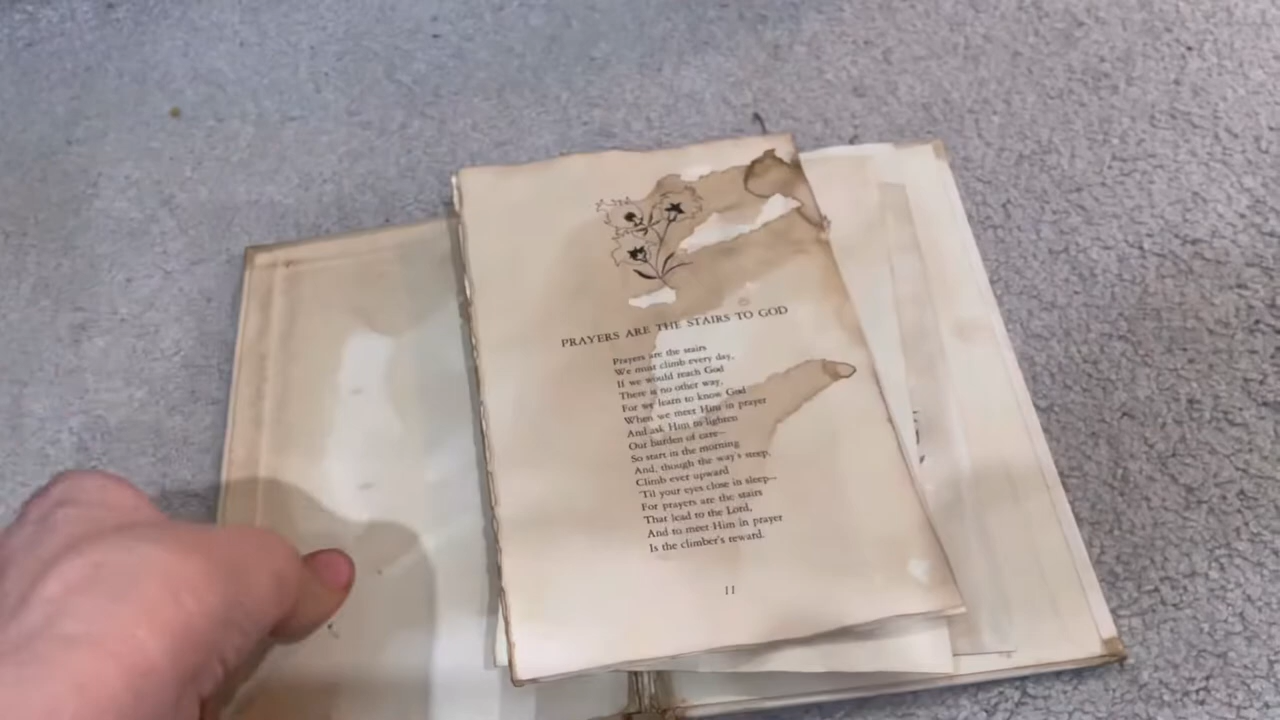 PRAYERS ARE THE STAIRS TO GOD
Prayers are the stairs
We must climb every day,
If we would reach God
There is no other way,
For we learn to know God
When we meet Him in prayer
And ask Him to lighten
Our burden of care—
So start in the morning
And, though the way's steep,
Climb ever upward
'Til your eyes close in sleep—
For prayers are the stairs
That lead to the Lord,
And to meet Him in prayer
Is the climber's reward.
11